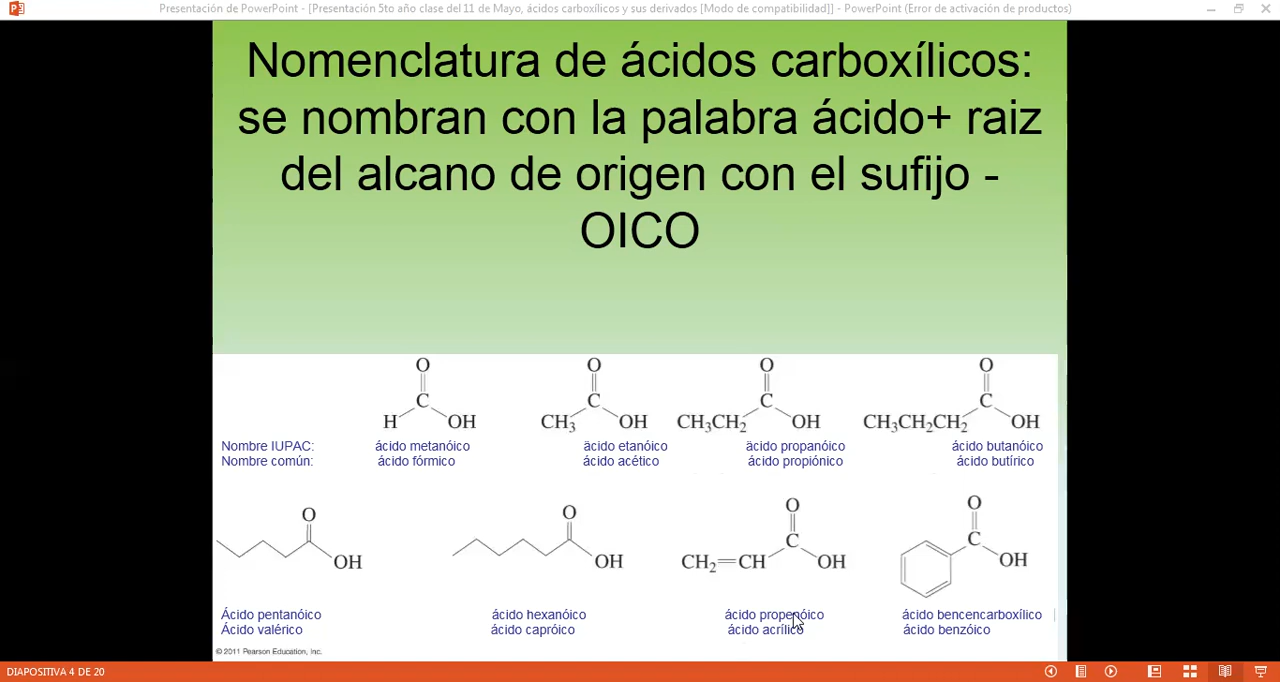 Presentación de PowerPoint - [Presentación 5to año clase del 11 de Mayo, ácidos carboxílicos y sus derivados [Modo de compatibilidad]] - PowerPoint (Error de activación de productos)
Nomenclatura de ácidos carboxílicos:
se nombran con la palabra ácido+ raiz
del alcano de origen con el sufijo -
OICO
O O O O
C C C C
H OH CH3 OH CH3CH2 OH CH3CH2CH2 OH
Nombre IUPAC: ácido metanóico ácido etanóico ácido propanóico ácido butanóico
Nombre común: ácido fórmico ácido acético ácido propiónico ácido butírico
O O O O
C C
OH OH CH2=CH OH OH
Ácido pentanóico ácido hexanóico ácido propenóico ácido bencencarboxílico
Ácido valérico ácido capróico ácido acrílico ácido benzóico
© 2011 Pearson Education, Inc.
DIAPOSITIVA 4 DE 20